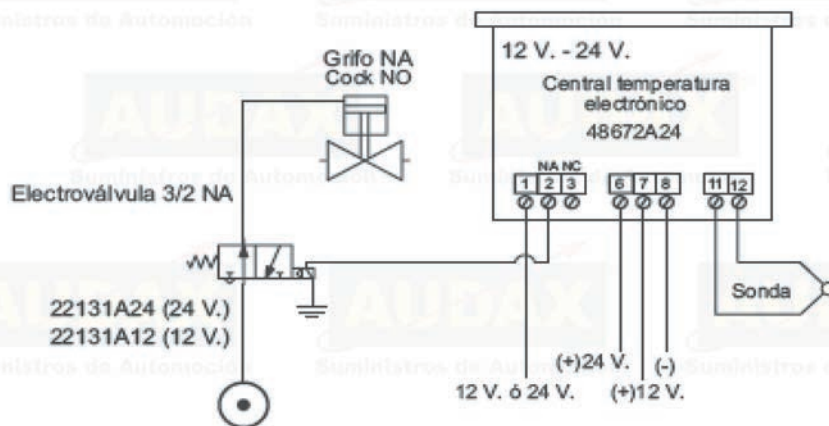 12 V. - 24 V.
Central temperatura
electrónico
48672A24
NA NC
1 2 3 6 7 8 11 12
Grifo NA
Cock NO
Electroválvula 3/2 NA
22131A24 (24 V.)
22131A12 (12 V.)
Sonda
(+)24 V. (-)
12 V. ó 24 V. (+)12 V.
AUDAX
Suministros de Automoción